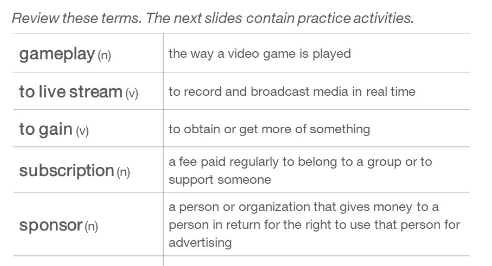 Review these terms. The next slides contain practice activities.
gameplay (n)
the way a video game is played
to live stream (v)
to record and broadcast media in real time
to gain (v)
to obtain or get more of something
subscription (n)
a fee paid regularly to belong to a group or to
support someone
sponsor (n)
a person or organization that gives money to a
person in return for the right to use that person for
advertising